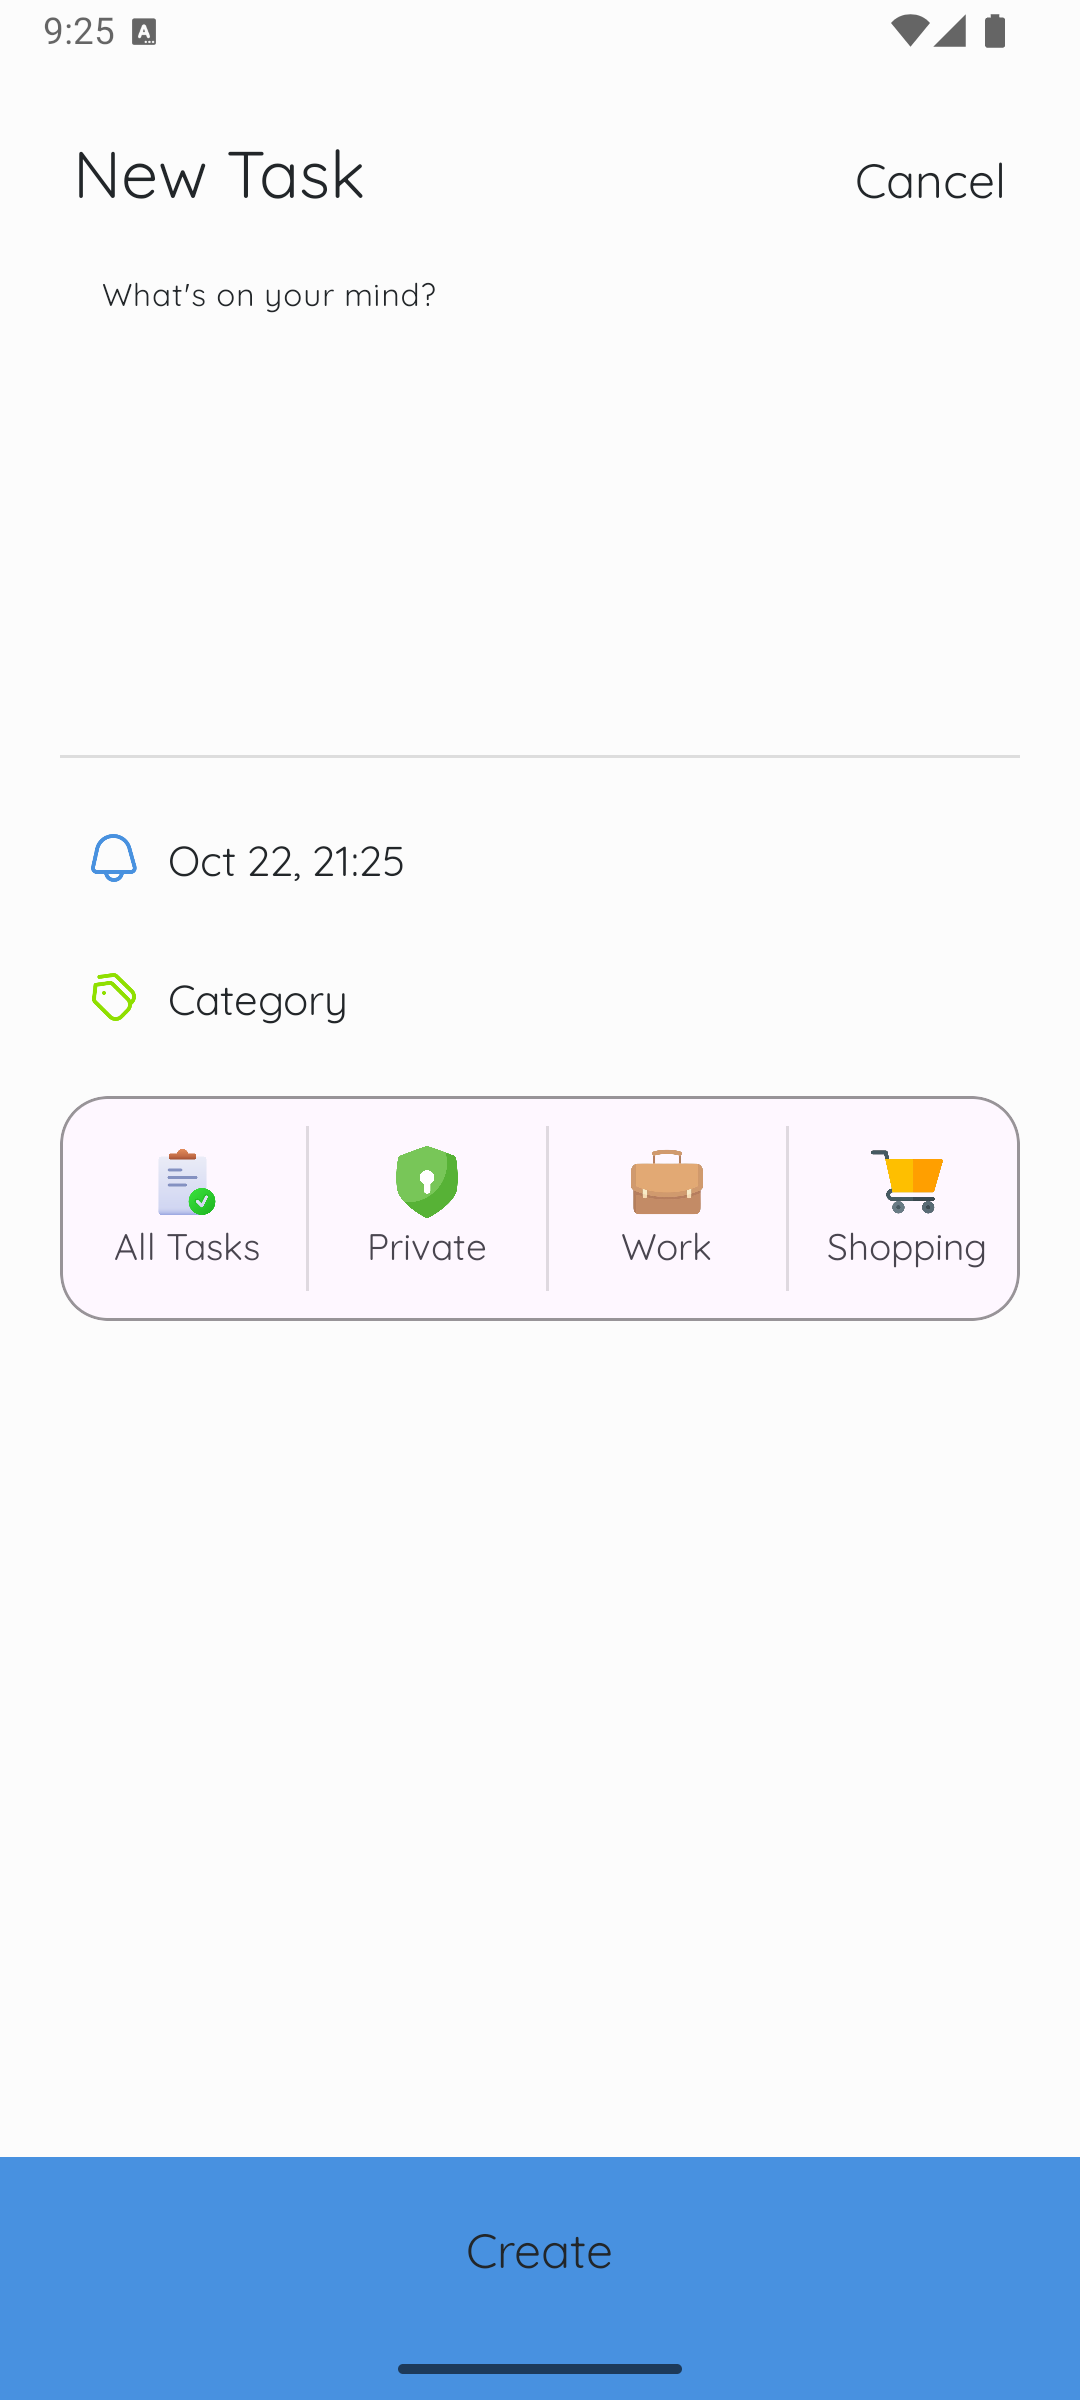 9:25
New Task
Cancel
What's on your mind?
Oct 22, 21:25
Category
All Tasks
Private
Work
Shopping
Create